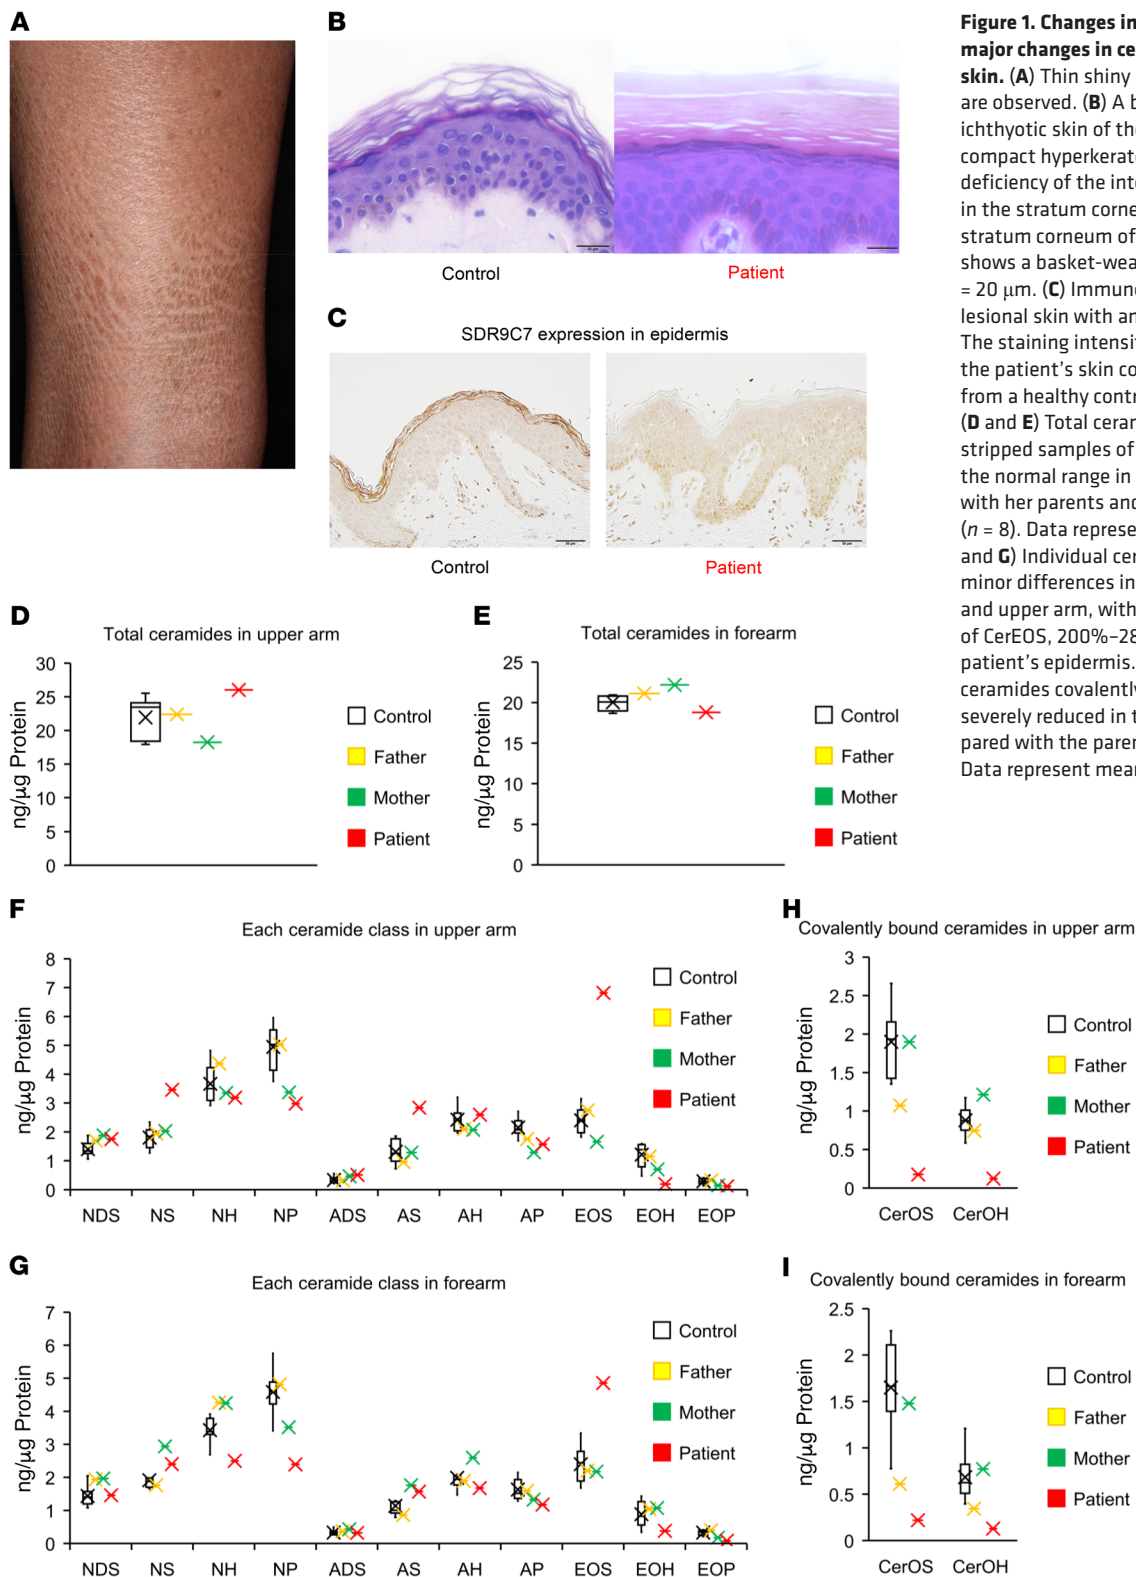 A
B
Control
Patient
C
SDR9C7 expression in epidermis
Control
Patient
Figure 1. Changes in
major changes in ce
skin. (A) Thin shiny
are observed. (B) A b
ichthyotic skin of the
compact hyperkerato
deficiency of the inte
in the stratum corne
stratum corneum of
shows a basket-wea
= 20 μm. (C) Immuno
lesional skin with an
The staining intensit
the patient's skin co
from a healthy contr
(D and E) Total ceram
stripped samples of
the normal range in
with her parents and
(n = 8). Data represe
and G) Individual cer
minor differences in
and upper arm, with
of CerEOS, 200%–28
patient's epidermis.
ceramides covalently
severely reduced in t
pared with the paren
Data represent mear
D
Total ceramides in upper arm
ng/μg Protein
30
25
20
15
10
5
0
Control
Father
Mother
Patient
E
Total ceramides in forearm
ng/μg Protein
25
20
15
10
5
0
Control
Father
Mother
Patient
F
Each ceramide class in upper arm
ng/μg Protein
8
7
6
5
4
3
2
1
0
NDS NS NH NP ADS AS AH AP EOS EOH EOP
Control
Father
Mother
Patient
H
Covalently bound ceramides in upper arm
ng/μg Protein
3
2.5
2
1.5
1
0.5
0
CerOS CerOH
Control
Father
Mother
Patient
G
Each ceramide class in forearm
ng/μg Protein
7
6
5
4
3
2
1
0
NDS NS NH NP ADS AS AH AP EOS EOH EOP
Control
Father
Mother
Patient
I
Covalently bound ceramides in forearm
ng/μg Protein
2.5
2
1.5
1
0.5
0
CerOS CerOH
Control
Father
Mother
Patient